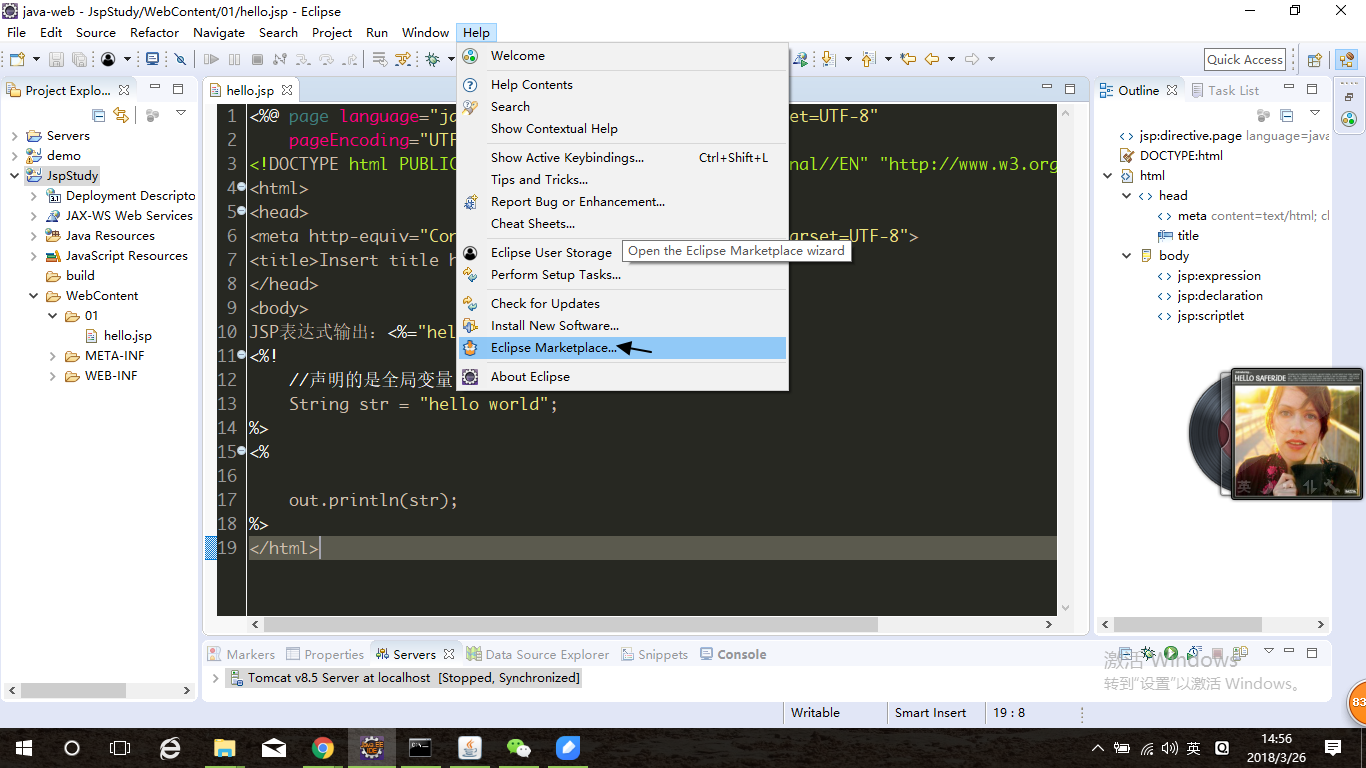 java-web - JspStudy/WebContent/01/hello.jsp - Eclipse
File Edit Source Refactor Navigate Search Project Run Window Help
Quick Access
Welcome
Help Contents
Search
Show Contextual Help
Show Active Keybindings... Ctrl+Shift+L
Tips and Tricks...
Report Bug or Enhancement...
Cheat Sheets...
Eclipse User Storage
Open the Eclipse Marketplace wizard
Perform Setup Tasks...
Check for Updates
Install New Software...
Eclipse Marketplace...
About Eclipse
Project Explo...
Servers
demo
JspStudy
Deployment Descripto
JAX-WS Web Services
Java Resources
JavaScript Resources
build
WebContent
01
hello.jsp
META-INF
WEB-INF
hello.jsp
1 <%@ page language="ja set=UTF-8"
2 pageEncoding="UTF
3 <!DOCTYPE html PUBLIC nal//EN" "http://www.w3.org
4 <html>
5 <head>
6 <meta http-equiv="Con arset=UTF-8">
7 <title>Insert title h
8 </head>
9 <body>
10 JSP表达式输出：<%="hel
11 <%!
12 //声明的是全局变量
13 String str = "hello world";
14 %>
15 <%
16
17 out.println(str);
18 %>
19 </html>
Outline Task List
jsp:directive.page language=java
DOCTYPE:html
html
head
meta content=text/html; cl
title
body
jsp:expression
jsp:declaration
jsp:scriptlet
HELLO SAFERIDE
英
Markers Properties Servers Data Source Explorer Snippets Console
Tomcat v8.5 Server at localhost [Stopped, Synchronized]
激活 Windows
转到"设置"以激活 Windows。
83
Writable Smart Insert 19 : 8
JAVA EE
IDE
英
14:56
2018/3/26